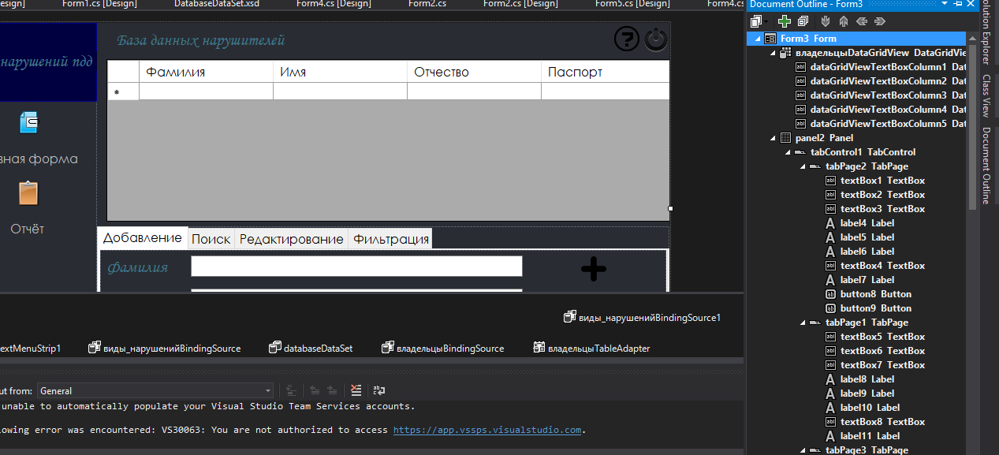 esign]
Form1.cs [Design]
DatabaseDataSet.xsd
Form4.cs [Design]
Form2.cs
Form2.cs [Design]
Form5.cs [Design]
Form4.cs
Document Outline - Form3
нарушений пдд
База данных нарушителей
?
Фамилия Имя Отчество Паспорт
*
вная форма
Отчёт
Добавление Поиск Редактирование Фильтрация
Фамилия
виды_нарушенийBindingSource1
extMenuStrip1
виды_нарушенийBindingSource
databaseDataSet
владельцыBindingSource
владельцыTableAdapter
ut from: General
unable to automatically populate your Visual Studio Team Services accounts.
owing error was encountered: VS30063: You are not authorized to access https://app.vssps.visualstudio.com.
Form3 Form
владельцыDataGridView DataGridVie
dataGridViewTextBoxColumn1 Dat
dataGridViewTextBoxColumn2 Dat
dataGridViewTextBoxColumn3 Dat
dataGridViewTextBoxColumn4 Dat
dataGridViewTextBoxColumn5 Dat
panel2 Panel
tabControl1 TabControl
tabPage2 TabPage
textBox1 TextBox
textBox2 TextBox
textBox3 TextBox
label4 Label
label5 Label
label6 Label
textBox4 TextBox
label7 Label
button8 Button
button9 Button
tabPage1 TabPage
textBox5 TextBox
textBox6 TextBox
textBox7 TextBox
label8 Label
label9 Label
label10 Label
textBox8 TextBox
label11 Label
tabPage3 TabPage
olution Explorer
Class View
Document Outline